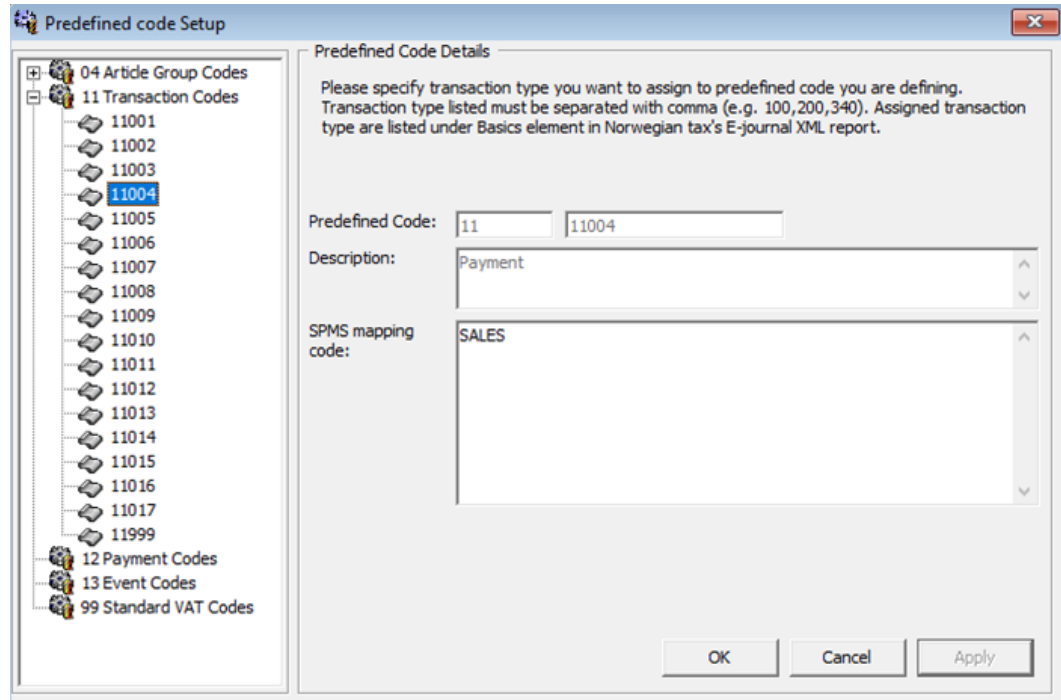 Predefined code Setup
04 Article Group Codes
11 Transaction Codes
11001
11002
11003
11004
11005
11006
11007
11008
11009
11010
11011
11012
11013
11014
11015
11016
11017
11999
12 Payment Codes
13 Event Codes
99 Standard VAT Codes
Predefined Code Details
Please specify transaction type you want to assign to predefined code you are defining.
Transaction type listed must be separated with comma (e.g. 100,200,340). Assigned transaction
type are listed under Basics element in Norwegian tax's E-journal XML report.
Predefined Code: 11 11004
Description: Payment
SPMS mapping SALES
code:
OK Cancel Apply